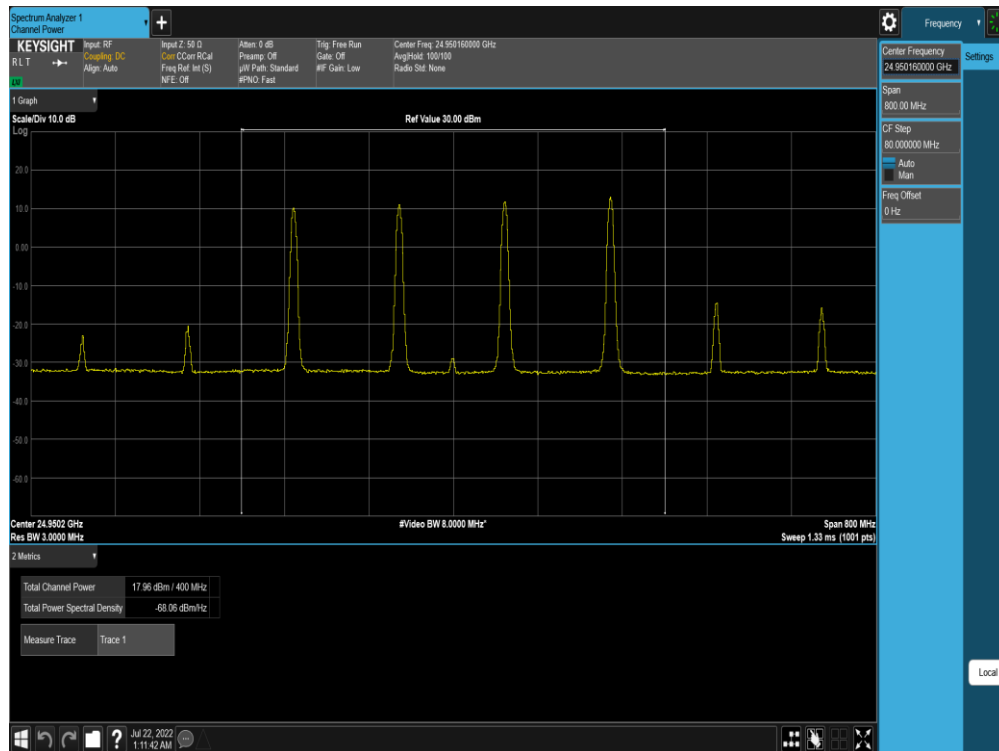 Spectrum Analyzer 1
Channel Power
+
Frequency
KEYSIGHT
R L T
LXI
Input: RF
Coupling: DC
Align: Auto
Input Z: 50 Ω
Corr CCorr RCal
Freq Ref: Int (S)
NFE: Off
Atten: 0 dB
Preamp: Off
µW Path: Standard
#PNO: Fast
Trig: Free Run
Gate: Off
#IF Gain: Low
Center Freq: 24.950160000 GHz
Avg|Hold: 100/100
Radio Std: None
Center Frequency
24.950160000 GHz
Settings
Span
800.00 MHz
CF Step
80.000000 MHz
Auto
Man
Freq Offset
0 Hz
1 Graph
Scale/Div 10.0 dB
Ref Value 30.00 dBm
Log
20.0
10.0
0.00
-10.0
-20.0
-30.0
-40.0
-50.0
-60.0
Center 24.9502 GHz
#Video BW 8.0000 MHz*
Span 800 MHz
Res BW 3.0000 MHz
Sweep 1.33 ms (1001 pts)
2 Metrics
Total Channel Power 17.96 dBm / 400 MHz
Total Power Spectral Density -68.06 dBm/Hz
Measure Trace Trace 1
Local
?
Jul 22, 2022
1:11:42 AM